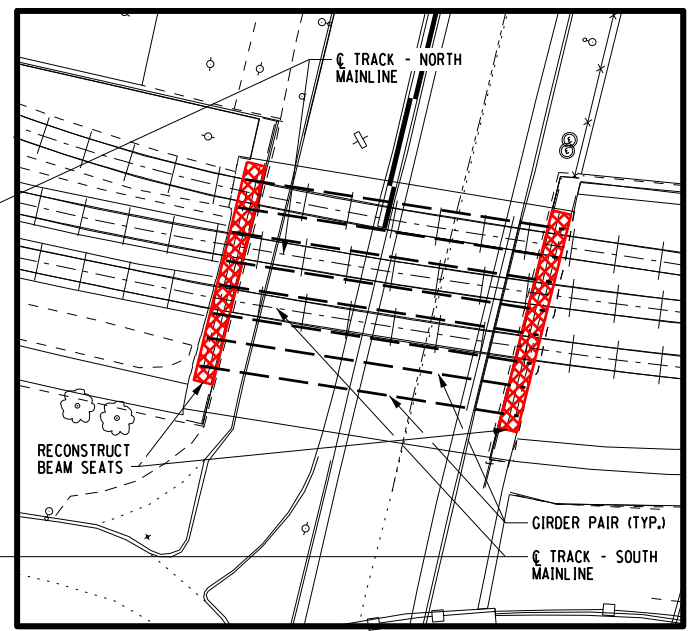 ℄ TRACK - NORTH
MAINLINE
E
E
RECONSTRUCT
BEAM SEATS
GIRDER PAIR (TYP.)
℄ TRACK - SOUTH
MAINLINE